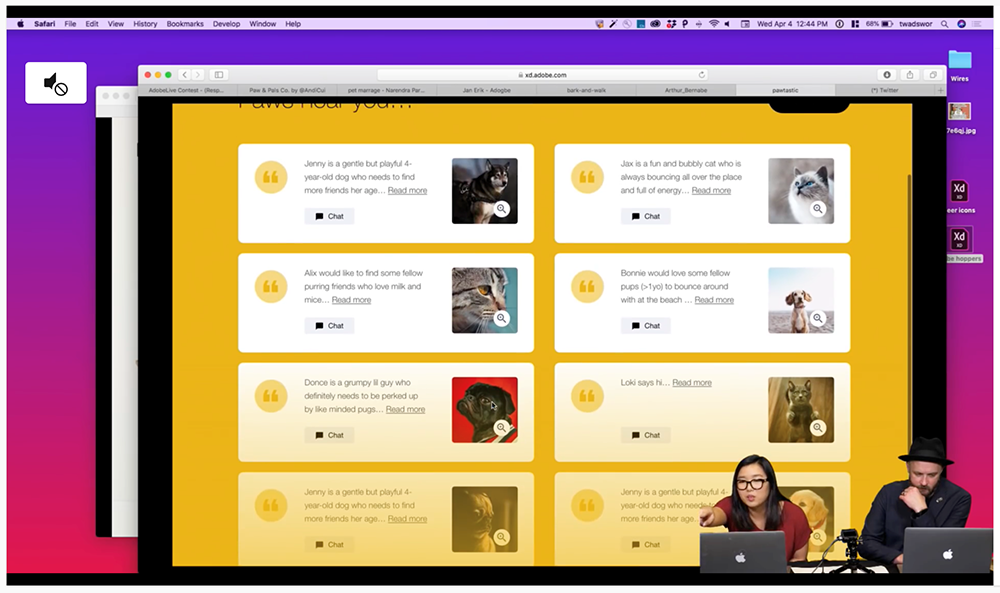 Safari File Edit View History Bookmarks Develop Window Help
68% Wed Apr 4 12:44 PM twadswor
xd.adobe.com
AdobeLive Contest - (Resp... Paw & Pals Co. by @AndiCui pet marrage - Narendra Par... Jan Erik - Adogbe bark-and-walk Arthur_Bernabe pawtastic (*) Twitter
Wires
7e6qj.jpg
Xd
XD
eer icons
Xd
XD
be hoppers
Jenny is a gentle but playful 4-
year-old dog who needs to find
more friends her age... Read more
Chat
Jax is a fun and bubbly cat who is
always bouncing all over the place
and full of energy... Read more
Chat
Alix would like to find some fellow
purring friends who love milk and
mice... Read more
Chat
Bonnie would love some fellow
pups (>1yo) to bounce around
with at the beach ... Read more
Chat
Donce is a grumpy lil guy who
definitely needs to be perked up
by like minded pugs... Read more
Chat
Loki says hi... Read more
Chat
Jenny is a gentle but playful 4-
year-old dog who needs to find
more friends her age... Read more
Chat
Jenny is a gentle but playful 4-
year-old dog who needs to
more friends her age...
Chat